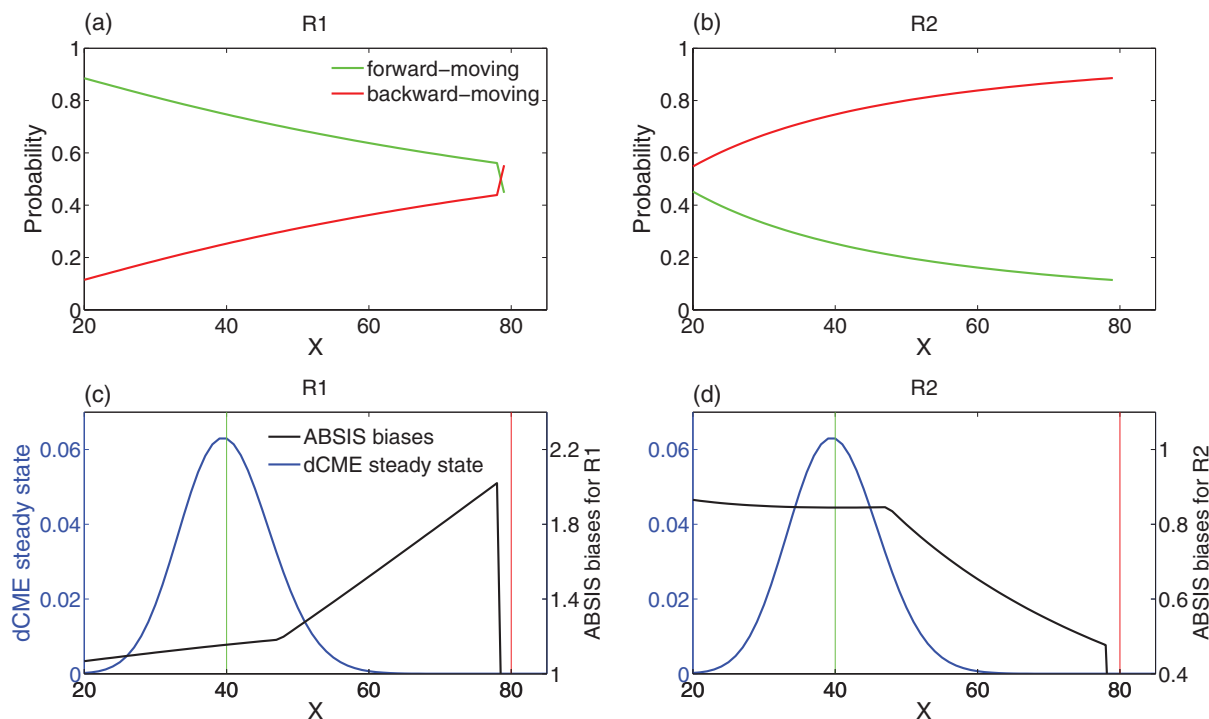 (a)
R1
1
0.8
0.6
0.4
0.2
0
Probability
forward−moving
backward−moving
20
40
60
80
X
(b)
R2
1
0.8
0.6
0.4
0.2
0
Probability
20
40
60
80
X
(c)
R1
0.06
0.04
0.02
0
dCME steady state
ABSIS biases
dCME steady state
2.2
1.8
1.4
1
ABSIS biases for R1
20
40
60
80
X
(d)
R2
0.06
0.04
0.02
0
1
0.8
0.6
0.4
ABSIS biases for R2
20
40
60
80
X